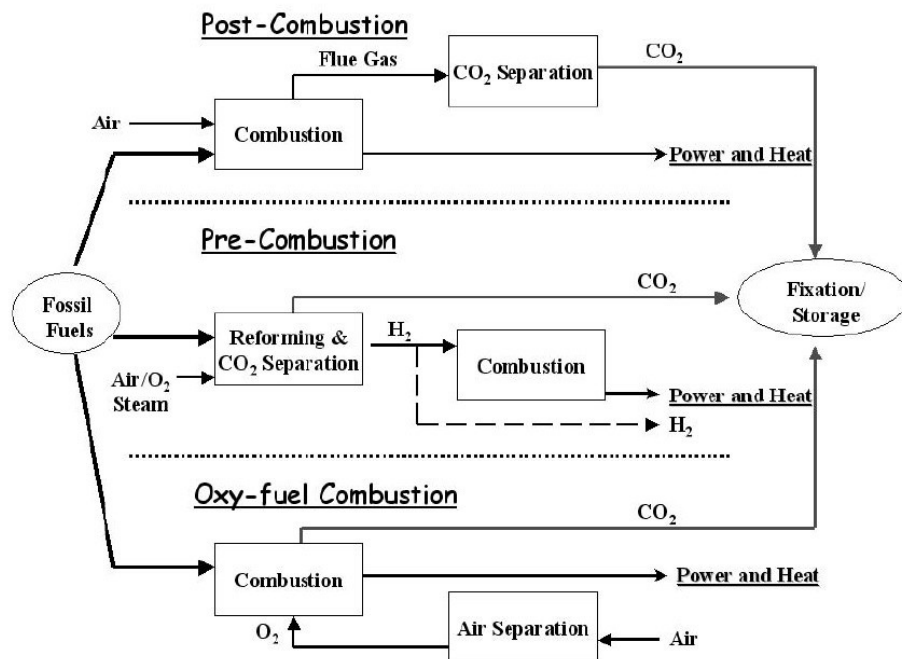 Post-Combustion
Flue Gas
CO₂ Separation
CO₂
Air
Combustion
Power and Heat
Pre-Combustion
Fossil
Fuels
CO₂
Fixation/
Storage
Reforming &
CO₂ Separation
H₂
Combustion
Air/O₂
Steam
Power and Heat
H₂
Oxy-fuel Combustion
CO₂
Combustion
Power and Heat
O₂
Air Separation
Air